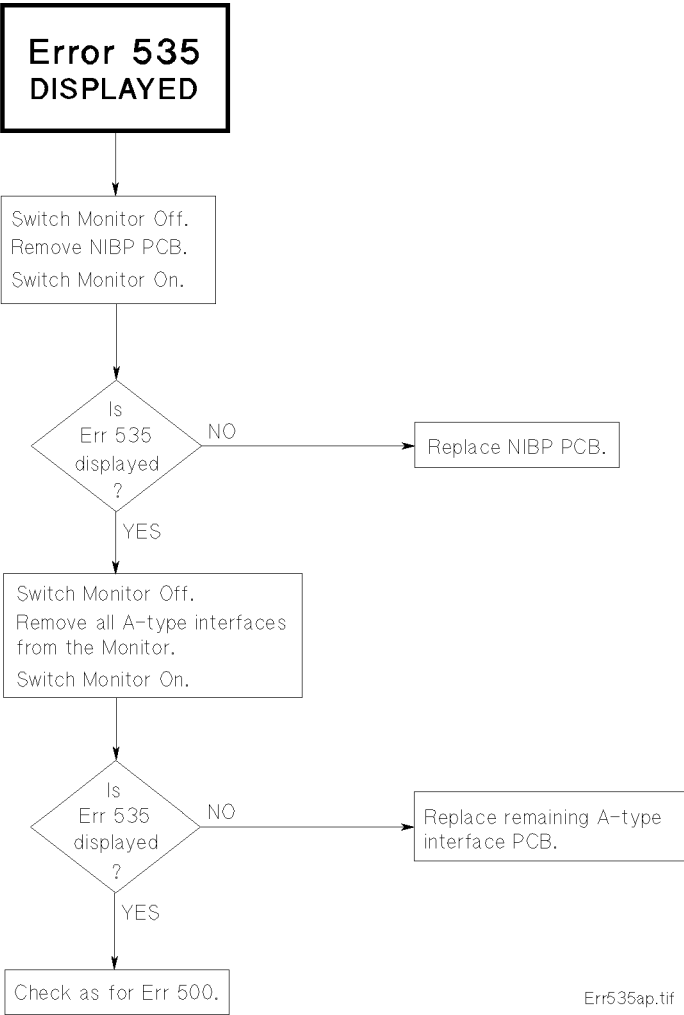 Error 535
DISPLAYED
Switch Monitor Off.
Remove NIBP PCB.
Switch Monitor On.
Is
Err 535
displayed
?
NO
Replace NIBP PCB.
YES
Switch Monitor Off.
Remove all A-type interfaces
from the Monitor.
Switch Monitor On.
Is
Err 535
displayed
?
NO
Replace remaining A-type
interface PCB.
YES
Check as for Err 500.
Err535ap.tif